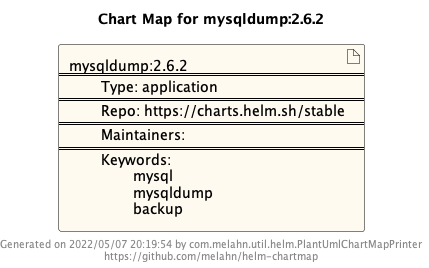 Chart Map for mysqldump:2.6.2
mysqldump:2.6.2
Type: application
Repo: https://charts.helm.sh/stable
Maintainers:
Keywords:
mysql
mysqldump
backup
Generated on 2022/05/07 20:19:54 by com.melahn.util.helm.PlantUmlChartMapPrinter
https://github.com/melahn/helm-chartmap